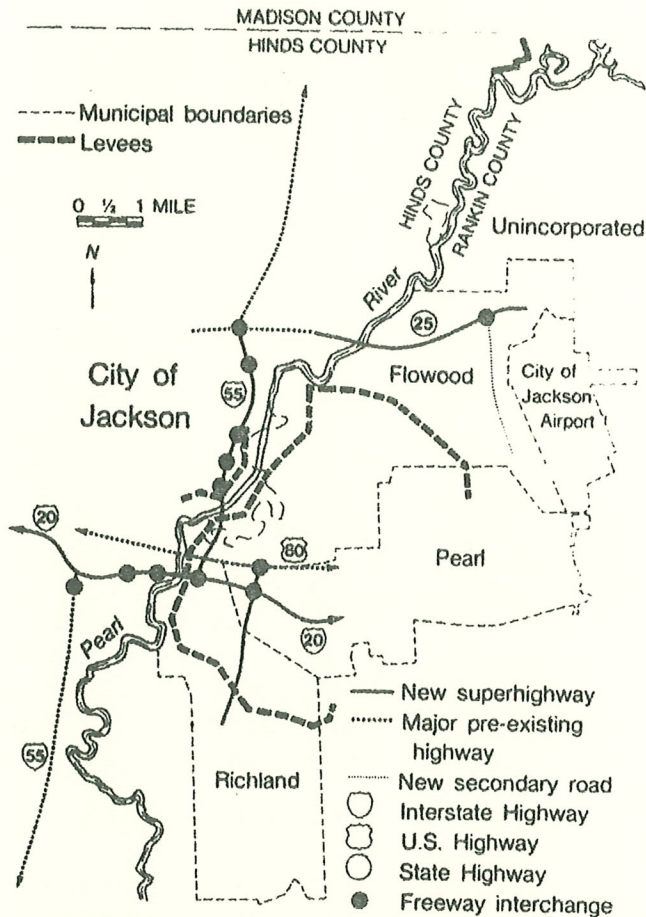 MADISON COUNTY
HINDS COUNTY
Municipal boundaries
Levees
0 ½ 1 MILE
N
HINDS COUNTY
RANKIN COUNTY
Unincorporated
River
25
City of
Jackson
55
Flowood
City of
Jackson
Airport
20
80
Pearl
20
Pearl
55
Richland
New superhighway
Major pre-existing
highway
New secondary road
Interstate Highway
U.S. Highway
State Highway
Freeway interchange